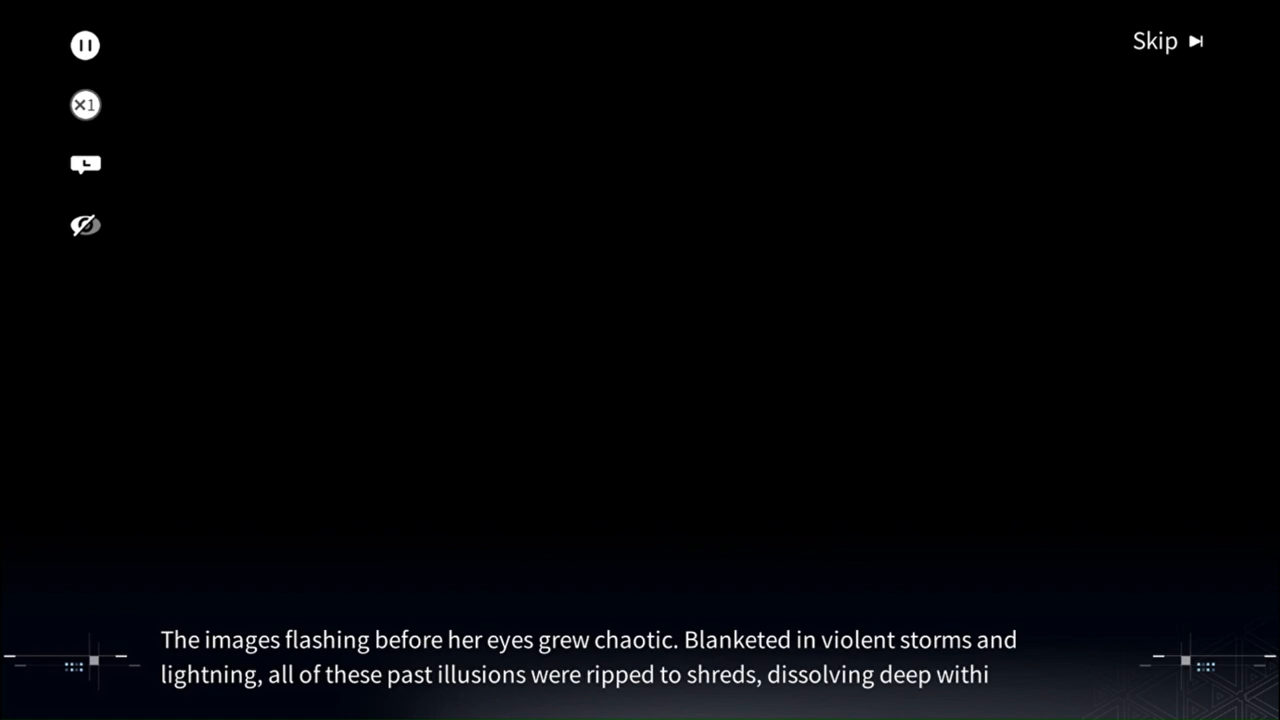 Skip
×1
The images flashing before her eyes grew chaotic. Blanketed in violent storms and
lightning, all of these past illusions were ripped to shreds, dissolving deep withi